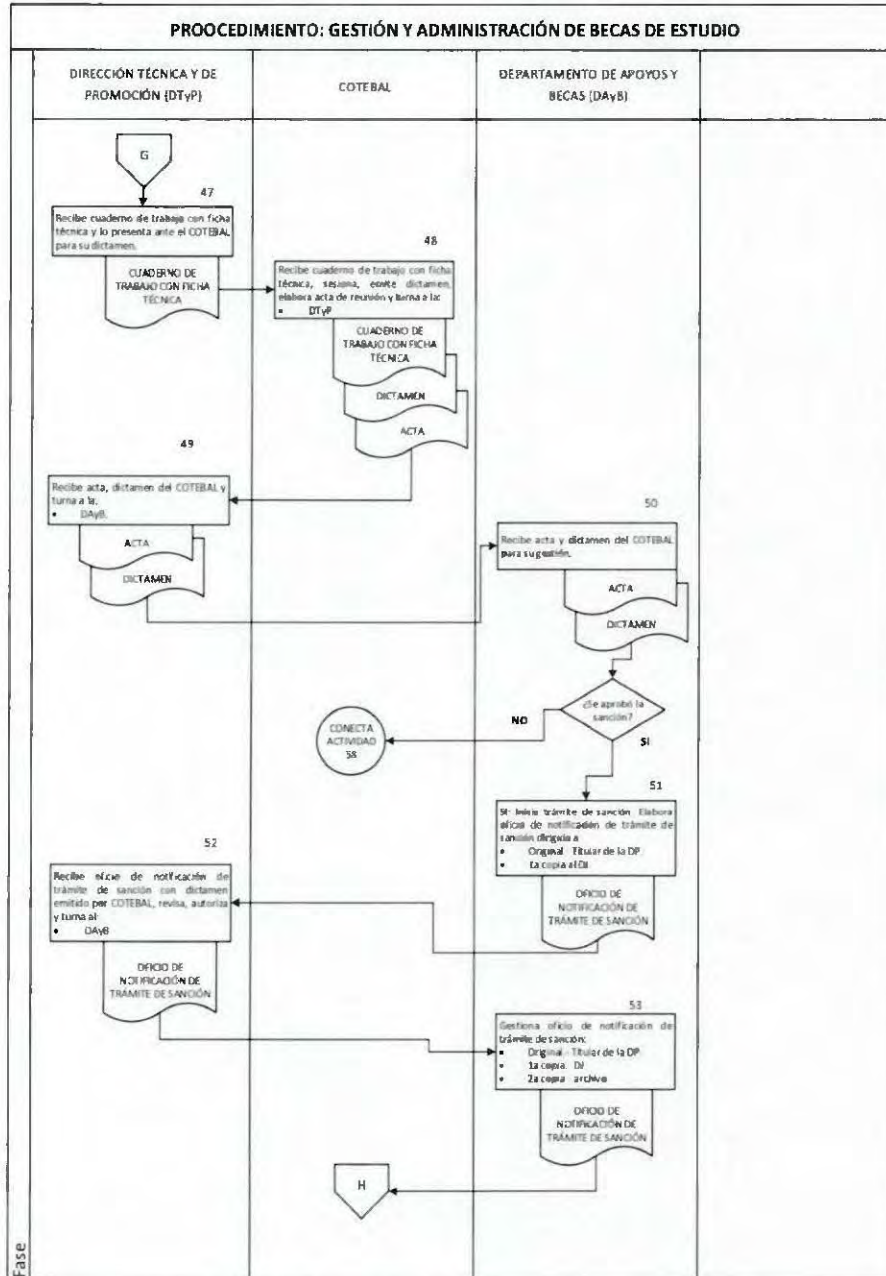 PROOCEDIMIENTO: GESTIÓN Y ADMINISTRACIÓN DE BECAS DE ESTUDIO
DIRECCIÓN TÉCNICA Y DE
PROMOCIÓN (DTyP)
COTEBAL
DEPARTAMENTO DE APOYOS Y
BECAS (DAyB)
G
47
Recibe cuaderno de trabajo con ficha
técnica y lo presenta ante el COTEBAL
para su dictamen.
CUADERNO DE
TRABAJO CON FICHA
TÉCNICA
48
Recibe cuaderno de trabajo con ficha
técnica, sesiona, emite dictamen,
elabora acta de reunión y turna a la:
• DTyP
CUADERNO DE
TRABAJO CON FICHA
TÉCNICA
DICTAMEN
ACTA
49
Recibe acta, dictamen del COTEBAL y
turna a la:
• DAyB.
ACTA
DICTAMEN
50
Recibe acta y dictamen del COTEBAL
para su gestión.
ACTA
DICTAMEN
¿Se aprobó la
sanción?
NO
SI
CONECTA
ACTIVIDAD
58
51
SI: Inicia trámite de sanción. Elabora
oficio de notificación de trámite de
sanción dirigido a
• Original - Titular de la DP
• 1a copia al DJ
OFICIO DE
NOTIFICACIÓN DE
TRÁMITE DE SANCIÓN
52
Recibe oficio de notificación de
trámite de sanción con dictamen
emitido por COTEBAL, revisa, autoriza
y turna al:
• DAyB
OFICIO DE
NOTIFICACIÓN DE
TRÁMITE DE SANCIÓN
53
Gestiona oficio de notificación de
trámite de sanción:
• Original - Titular de la DP
• 1a copia DJ
• 2a copia archivo
OFICIO DE
NOTIFICACIÓN DE
TRÁMITE DE SANCIÓN
H
Fase